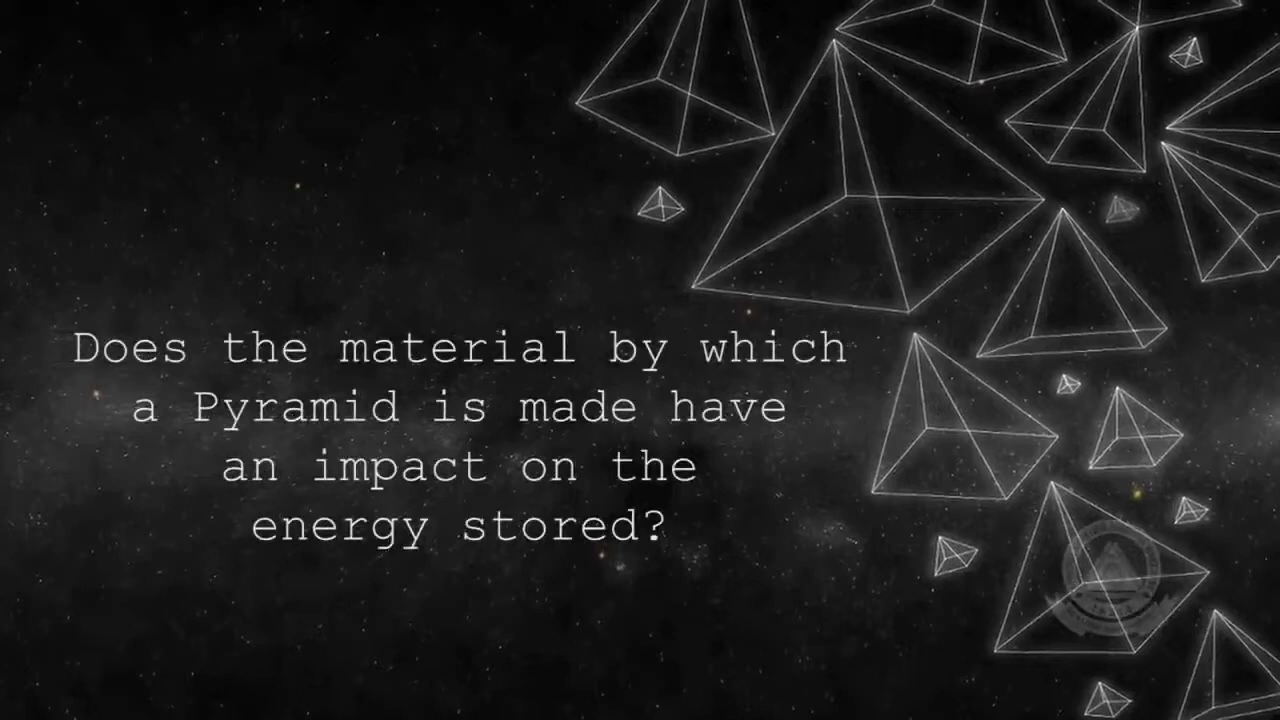 Does the material by which
a Pyramid is made have
an impact on the
energy stored?